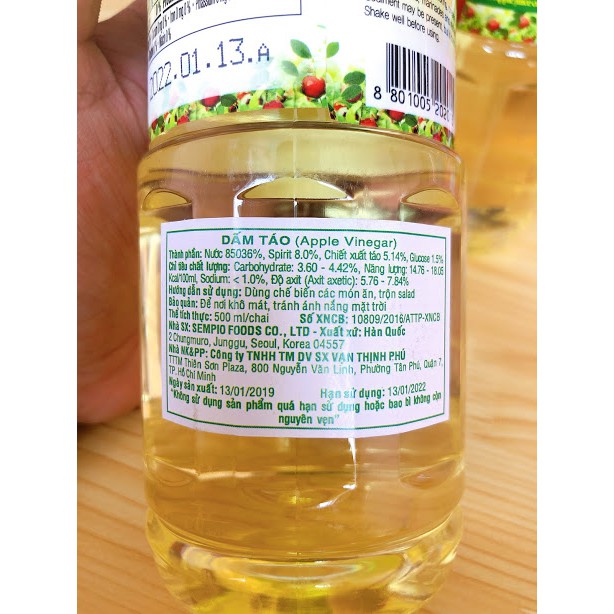 Sediment may be present.
Shake well before using.
2022.01.13.A
8 801005 2080
DẤM TÁO (Apple Vinegar)
Thành phần: Nước 85036%, Spirit 8.0%, Chiết xuất táo 5.14%, Glucose 1.5%
Chỉ tiêu chất lượng: Carbohydrate: 3.60 - 4.42%, Năng lượng: 14.76 - 18.05
Kcal/100ml, Sodium: < 1.0%, Độ axit (Axit axetic): 5.76 - 7.84%
Hướng dẫn sử dụng: Dùng chế biến các món ăn, trộn salad
Bảo quản: Để nơi khô mát, tránh ánh nắng mặt trời
Thể tích thực: 500 ml/chai Số XNCB: 10809/2016/ATTP-XNCB
Nhà SX: SEMPIO FOODS CO., LTD - Xuất xứ: Hàn Quốc
2 Chungmuro, Junggu, Seoul, Korea 04557
Nhà NK&PP: Công ty TNHH TM DV SX VẠN THỊNH PHÚ
TTTM Thiên Sơn Plaza, 800 Nguyễn Văn Linh, Phường Tân Phú, Quận 7,
TP. Hồ Chí Minh
Ngày sản xuất: 13/01/2019 Hạn sử dụng: 13/01/2022
"Không sử dụng sản phẩm quá hạn sử dụng hoặc bao bì không còn
nguyên vẹn"